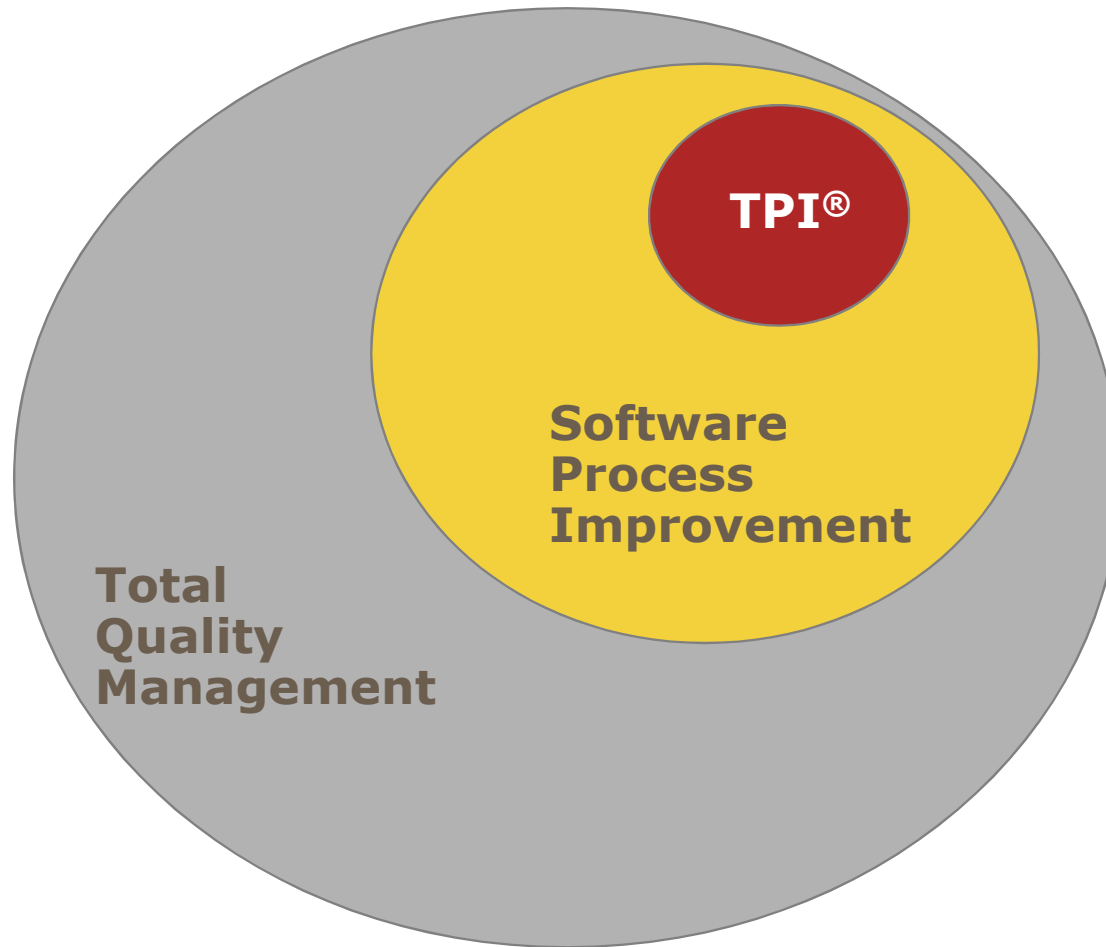 TPI®
Software
Process
Improvement
Total
Quality
Management